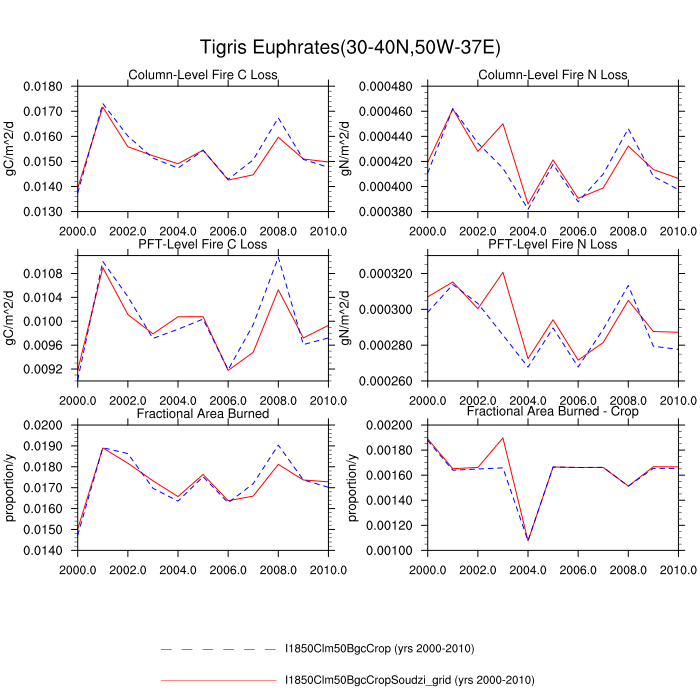 Tigris Euphrates(30-40N,50W-37E)
Column-Level Fire C Loss
gC/m^2/d
0.0180
0.0170
0.0160
0.0150
0.0140
0.0130
2000.0 2002.0 2004.0 2006.0 2008.0 2010.0
Column-Level Fire N Loss
gN/m^2/d
0.000480
0.000460
0.000440
0.000420
0.000400
0.000380
2000.0 2002.0 2004.0 2006.0 2008.0 2010.0
PFT-Level Fire C Loss
gC/m^2/d
0.0108
0.0104
0.0100
0.0096
0.0092
2000.0 2002.0 2004.0 2006.0 2008.0 2010.0
PFT-Level Fire N Loss
gN/m^2/d
0.000320
0.000300
0.000280
0.000260
2000.0 2002.0 2004.0 2006.0 2008.0 2010.0
Fractional Area Burned
proportion/y
0.0200
0.0190
0.0180
0.0170
0.0160
0.0150
0.0140
2000.0 2002.0 2004.0 2006.0 2008.0 2010.0
Fractional Area Burned - Crop
proportion/y
0.00200
0.00180
0.00160
0.00140
0.00120
0.00100
2000.0 2002.0 2004.0 2006.0 2008.0 2010.0
I1850Clm50BgcCrop (yrs 2000-2010)
I1850Clm50BgcCropSoudzi_grid (yrs 2000-2010)